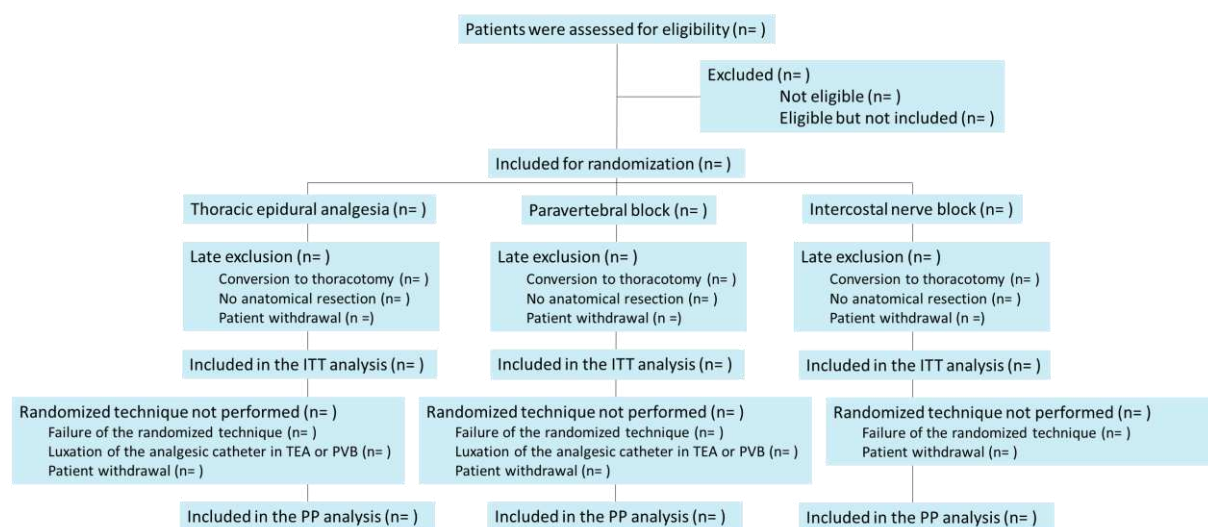 Patients were assessed for eligibility (n= )
Excluded (n= )
Not eligible (n= )
Eligible but not included (n= )
Included for randomization (n= )
Thoracic epidural analgesia (n= )
Paravertebral block (n= )
Intercostal nerve block (n= )
Late exclusion (n= )
Conversion to thoracotomy (n= )
No anatomical resection (n= )
Patient withdrawal (n =)
Late exclusion (n= )
Conversion to thoracotomy (n= )
No anatomical resection (n= )
Patient withdrawal (n =)
Late exclusion (n= )
Conversion to thoracotomy (n= )
No anatomical resection (n= )
Patient withdrawal (n =)
Included in the ITT analysis (n= )
Included in the ITT analysis (n= )
Included in the ITT analysis (n= )
Randomized technique not performed (n= )
Failure of the randomized technique (n= )
Luxation of the analgesic catheter in TEA or PVB (n= )
Patient withdrawal (n= )
Randomized technique not performed (n= )
Failure of the randomized technique (n= )
Luxation of the analgesic catheter in TEA or PVB (n= )
Patient withdrawal (n= )
Randomized technique not performed (n= )
Failure of the randomized technique (n= )
Patient withdrawal (n= )
Included in the PP analysis (n= )
Included in the PP analysis (n= )
Included in the PP analysis (n= )